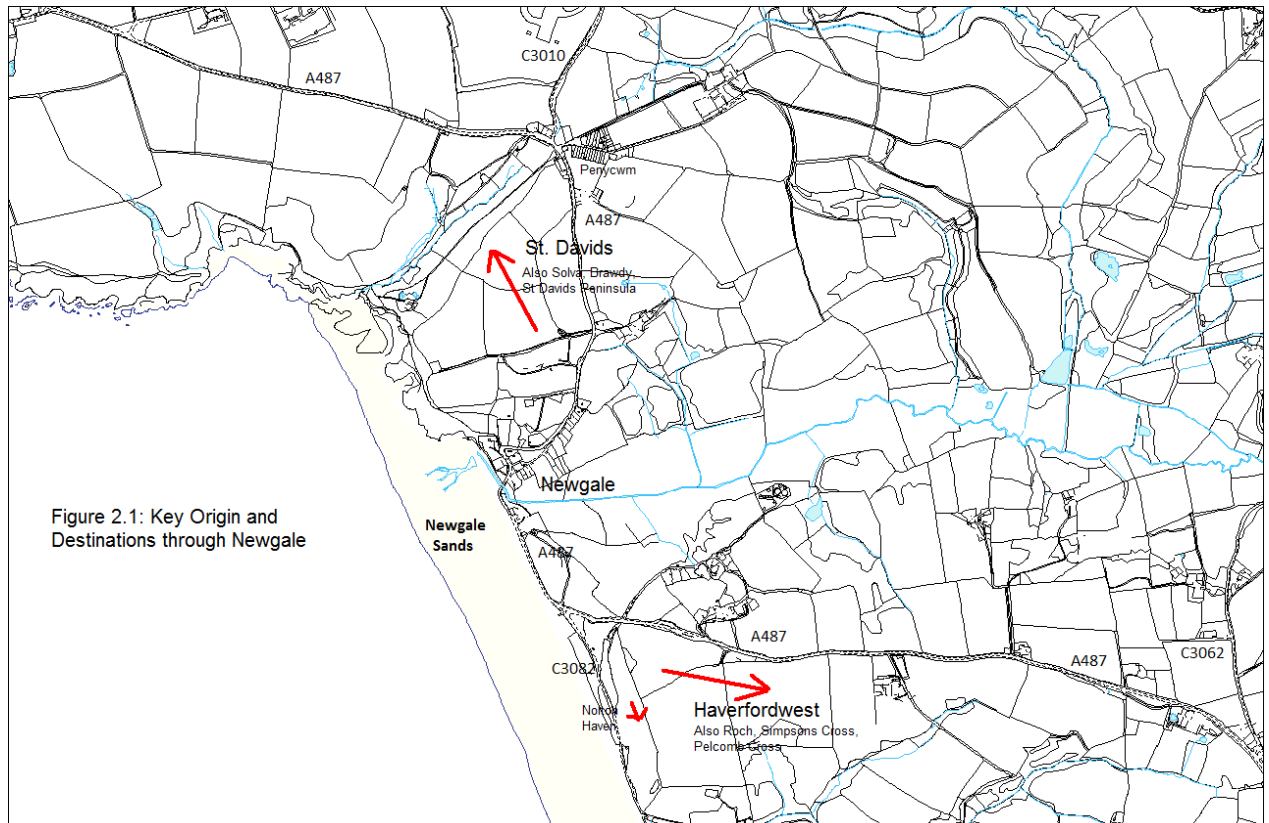 C3010
A487
Penycwm
A487
St. Davids
Also Solva, Brawdy,
St Davids Peninsula
Newgale
Figure 2.1: Key Origin and
Destinations through Newgale
Newgale
Sands
A487
A487
C3062
A487
C3082
Haverfordwest
Also Roch, Simpsons Cross,
Pelcomb Cross
Haven